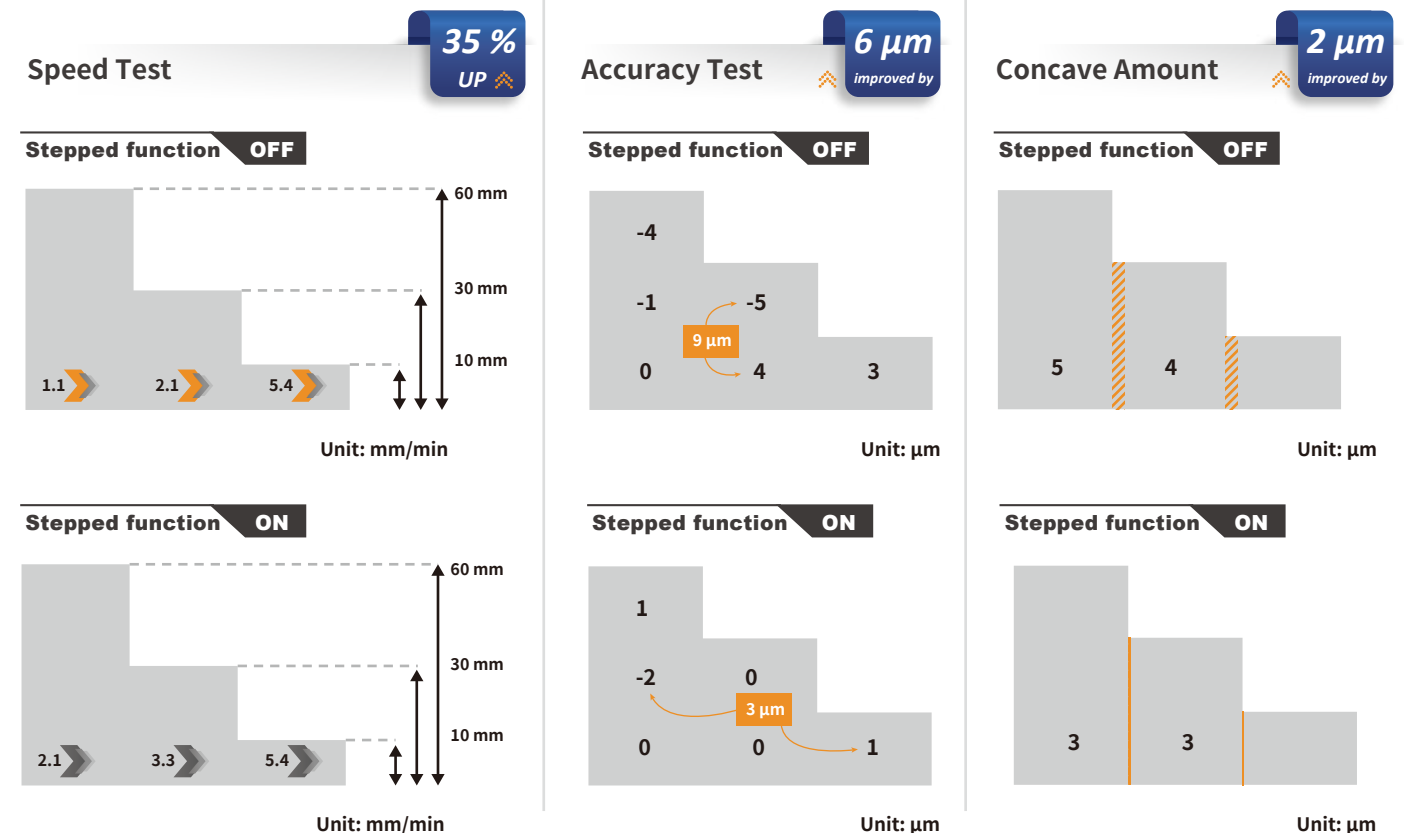 Speed Test
35 %
UP
Stepped function OFF
60 mm
30 mm
10 mm
1.1
2.1
5.4
Unit: mm/min
Stepped function ON
60 mm
30 mm
10 mm
2.1
3.3
5.4
Unit: mm/min
Accuracy Test
6 μm
improved by
Stepped function OFF
-4
-1
-5
9 μm
0
4
3
Unit: μm
Stepped function ON
1
-2
0
3 μm
0
0
1
Unit: μm
Concave Amount
2 μm
improved by
Stepped function OFF
5
4
Unit: μm
Stepped function ON
3
3
Unit: μm